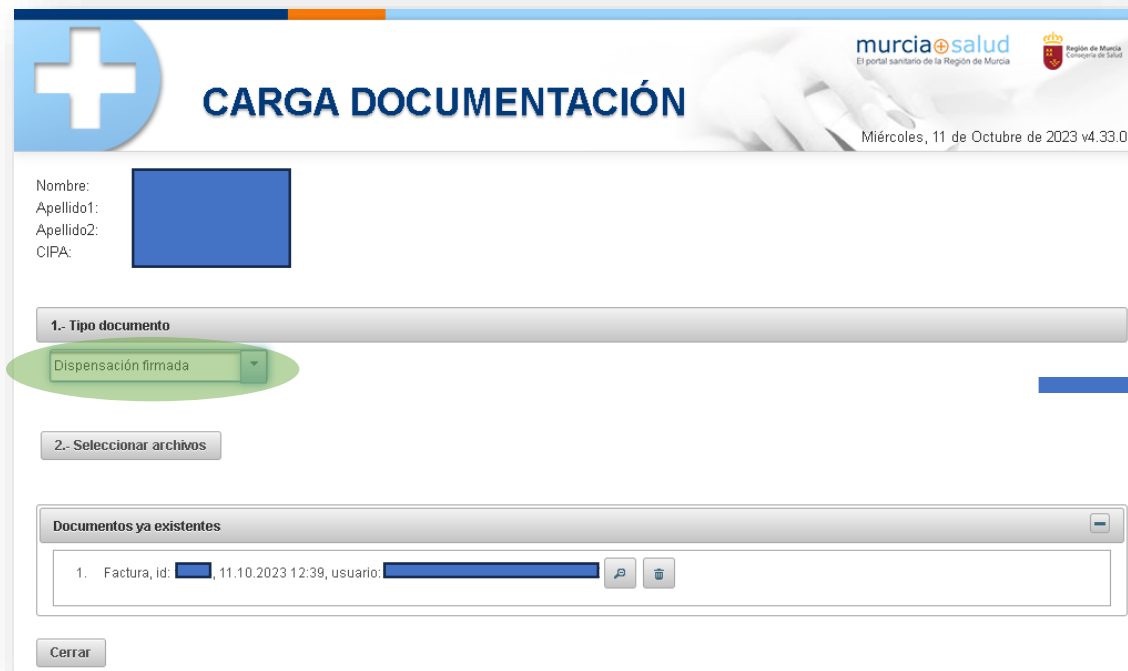 murcia salud
El portal sanitario de la Región de Murcia
Región de Murcia
Consejería de Salud
CARGA DOCUMENTACIÓN
Miércoles, 11 de Octubre de 2023 v4.33.0
Nombre:
Apellido1:
Apellido2:
CIPA:
1.- Tipo documento
Dispensación firmada
2.- Seleccionar archivos
Documentos ya existentes
1. Factura, id: , 11.10.2023 12:39, usuario:
Cerrar